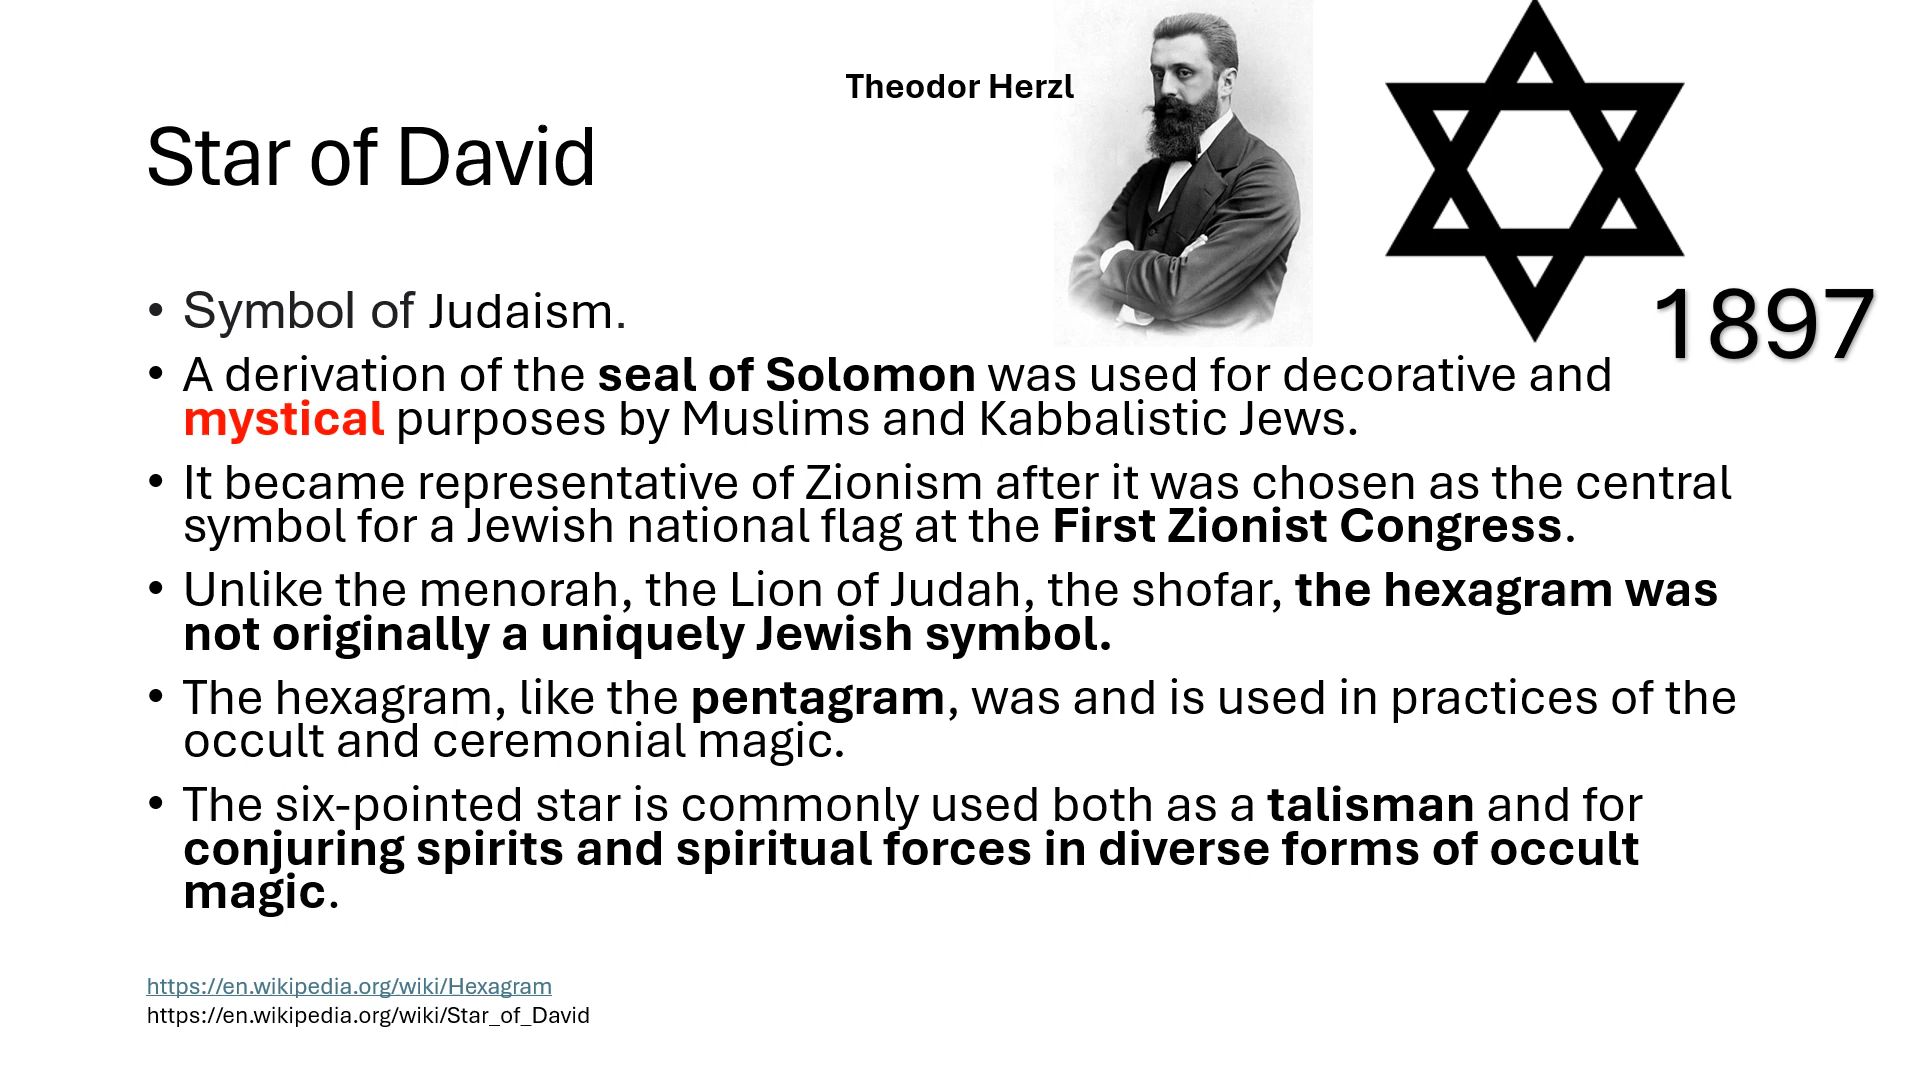 Theodor Herzl
Star of David
1897
• Symbol of Judaism.
• A derivation of the seal of Solomon was used for decorative and
mystical purposes by Muslims and Kabbalistic Jews.
• It became representative of Zionism after it was chosen as the central
symbol for a Jewish national flag at the First Zionist Congress.
• Unlike the menorah, the Lion of Judah, the shofar, the hexagram was
not originally a uniquely Jewish symbol.
• The hexagram, like the pentagram, was and is used in practices of the
occult and ceremonial magic.
• The six-pointed star is commonly used both as a talisman and for
conjuring spirits and spiritual forces in diverse forms of occult
magic.
https://en.wikipedia.org/wiki/Hexagram
https://en.wikipedia.org/wiki/Star_of_David